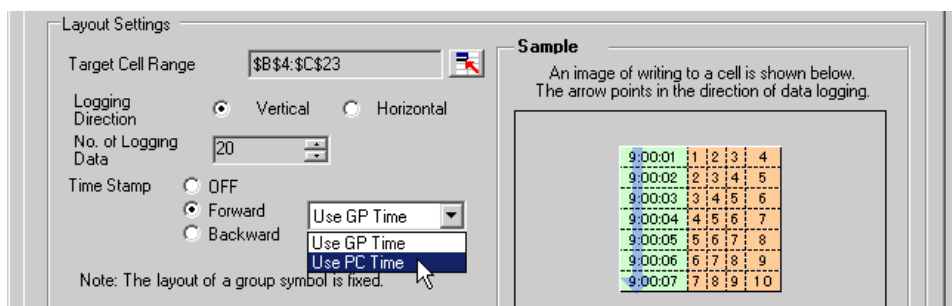 Layout Settings
Target Cell Range $B$4:$C$23
Logging Direction Vertical Horizontal
No. of Logging Data 20
Time Stamp OFF
Forward Use GP Time
Backward Use GP Time
Use PC Time
Note: The layout of a group symbol is fixed.
Sample
An image of writing to a cell is shown below.
The arrow points in the direction of data logging.
9:00:01 1 2 3 4
9:00:02 2 3 4 5
9:00:03 3 4 5 6
9:00:04 4 5 6 7
9:00:05 5 6 7 8
9:00:06 6 7 8 9
9:00:07 7 8 9 10